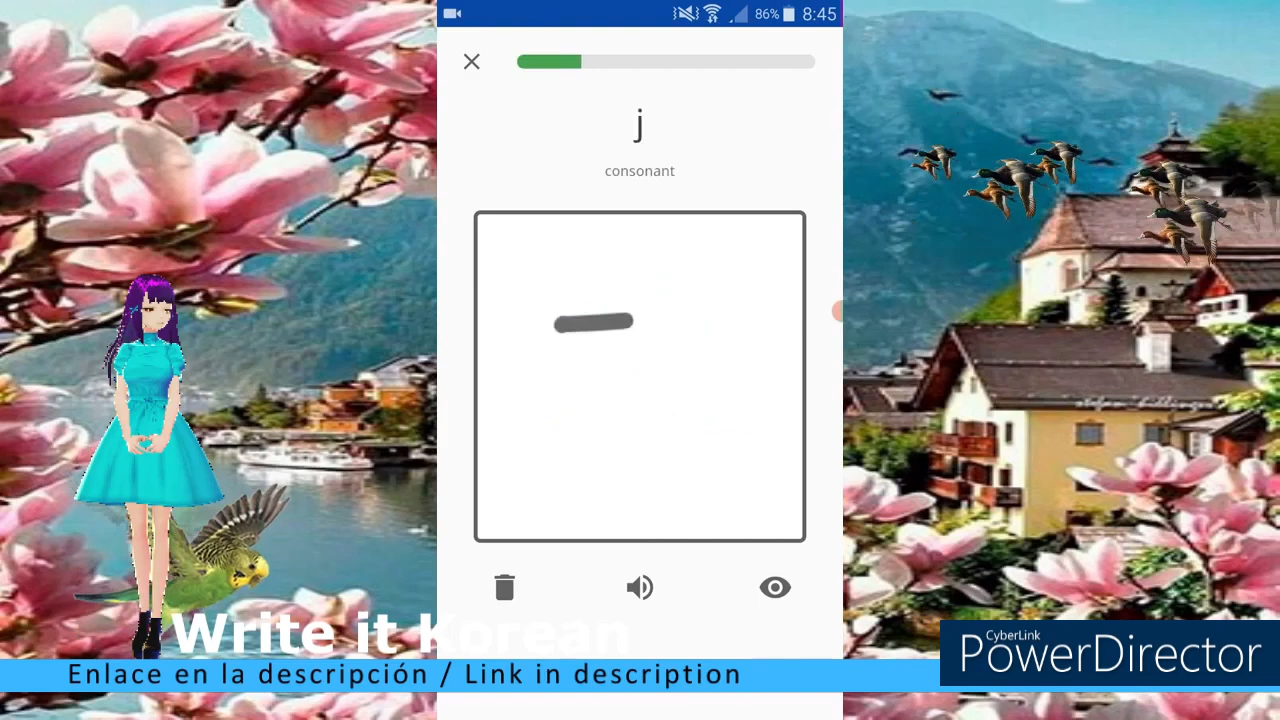 86% 8:45
j
consonant
Write it Korean
Enlace en la descripción / Link in description
CyberLink
PowerDirector